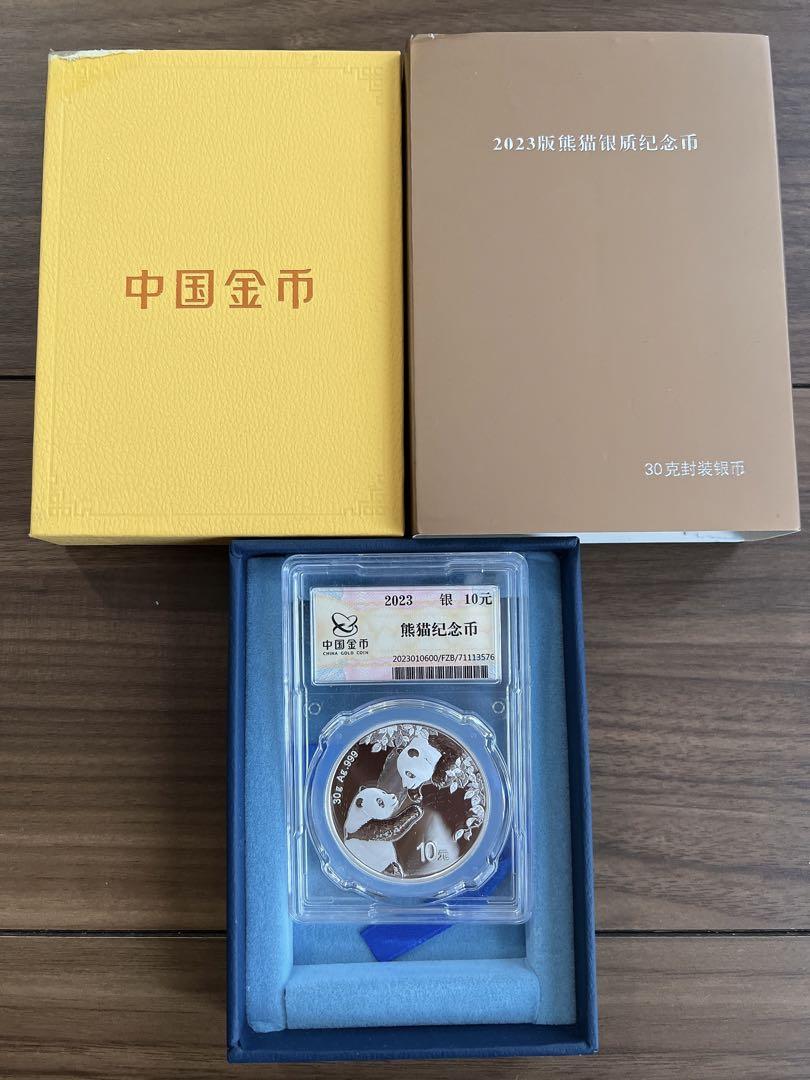 中国金币
2023版熊猫银质纪念币
30克封装银币
2023 银 10元
中国金币
CHINA GOLD COIN
熊猫纪念币
2023010600/FZB/71113576
30g Ag.999
10元